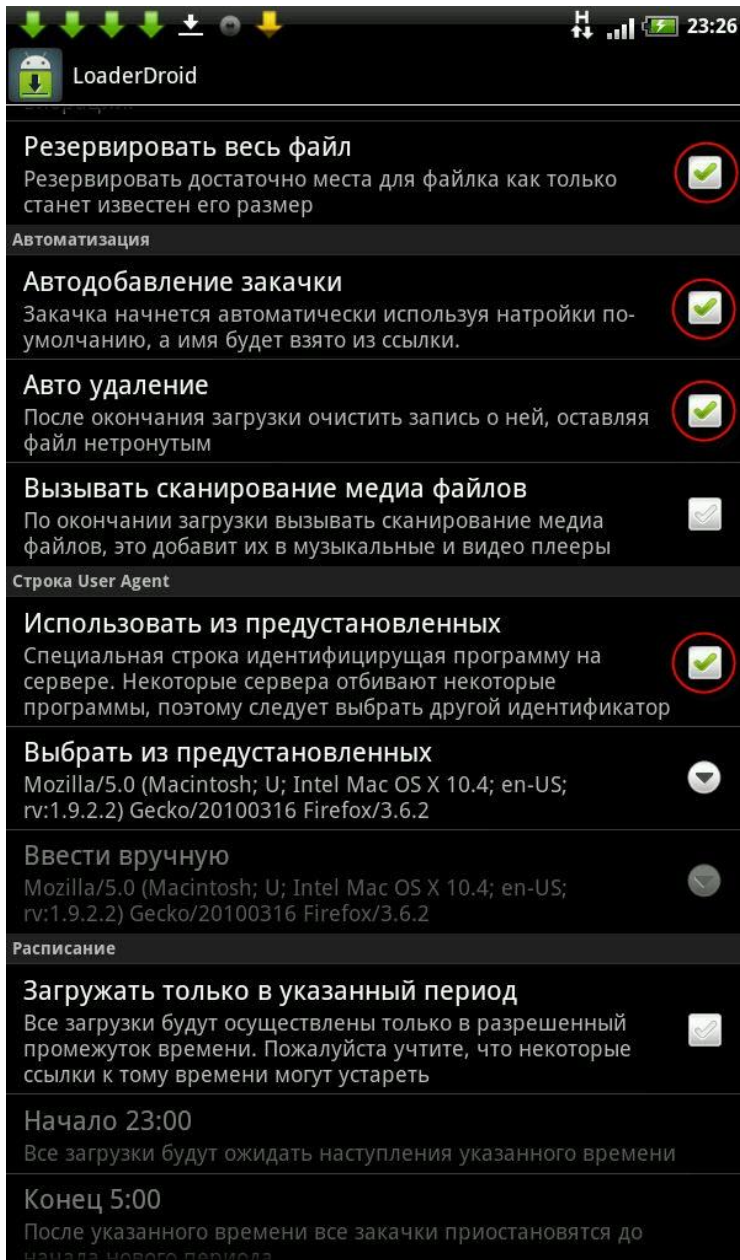 H
23:26
LoaderDroid
Резервировать весь файл
Резервировать достаточно места для файлка как только
станет известен его размер
Автоматизация
Автодобавление закачки
Закачка начнется автоматически используя натройки по-
умолчанию, а имя будет взято из ссылки.
Авто удаление
После окончания загрузки очистить запись о ней, оставляя
файл нетронутым
Вызывать сканирование медиа файлов
По окончании загрузки вызывать сканирование медиа
файлов, это добавит их в музыкальные и видео плееры
Строка User Agent
Использовать из предустановленных
Специальная строка идентифицирущая программу на
сервере. Некоторые сервера отбивают некоторые
программы, поэтому следует выбрать другой идентификатор
Выбрать из предустановленных
Mozilla/5.0 (Macintosh; U; Intel Mac OS X 10.4; en-US;
rv:1.9.2.2) Gecko/20100316 Firefox/3.6.2
Ввести вручную
Mozilla/5.0 (Macintosh; U; Intel Mac OS X 10.4; en-US;
rv:1.9.2.2) Gecko/20100316 Firefox/3.6.2
Расписание
Загружать только в указанный период
Все загрузки будут осуществлены только в разрешенный
промежуток времени. Пожалуйста учтите, что некоторые
ссылки к тому времени могут устареть
Начало 23:00
Все загрузки будут ожидать наступления указанного времени
Конец 5:00
После указанного времени все закачки приостановятся до
начала нового периода